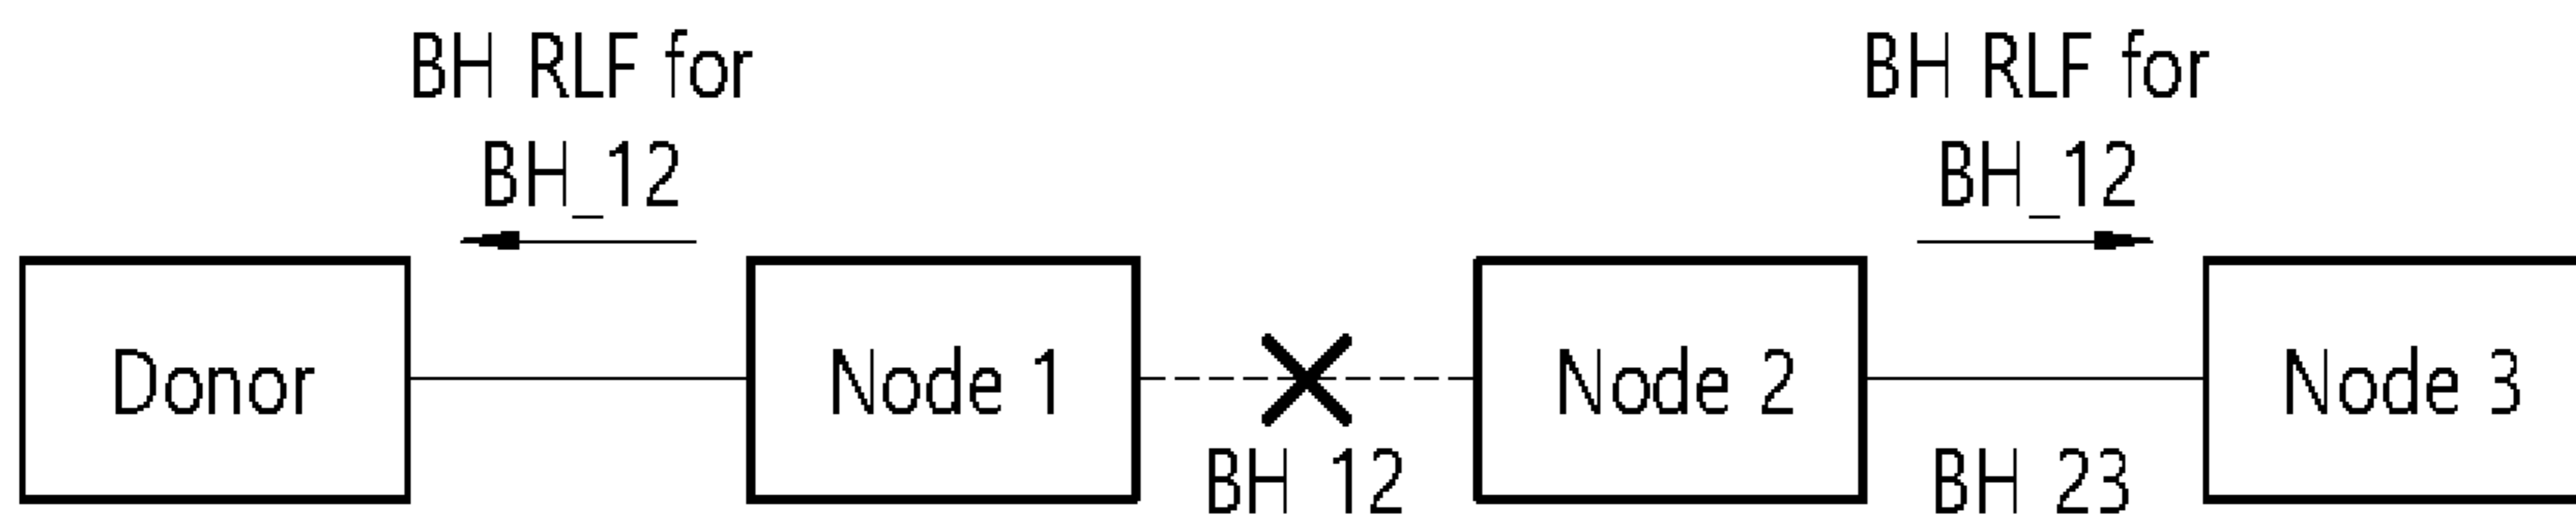 BH RLF for
BH_12
BH RLF for
BH_12
Donor
Node 1
Node 2
Node 3
BH 12
BH 23